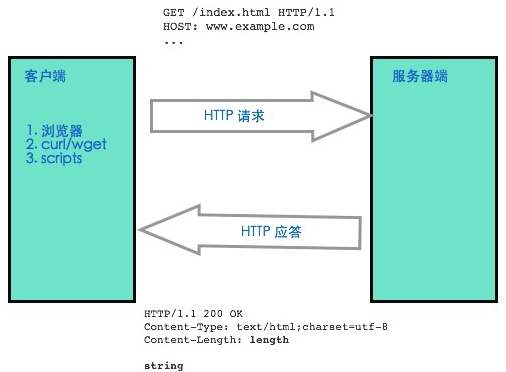 GET /index.html HTTP/1.1
HOST: www.example.com
...
客户端
1. 浏览器
2. curl/wget
3. scripts
服务器端
HTTP 请求
HTTP 应答
HTTP/1.1 200 OK
Content-Type: text/html;charset=utf-8
Content-Length: length
string